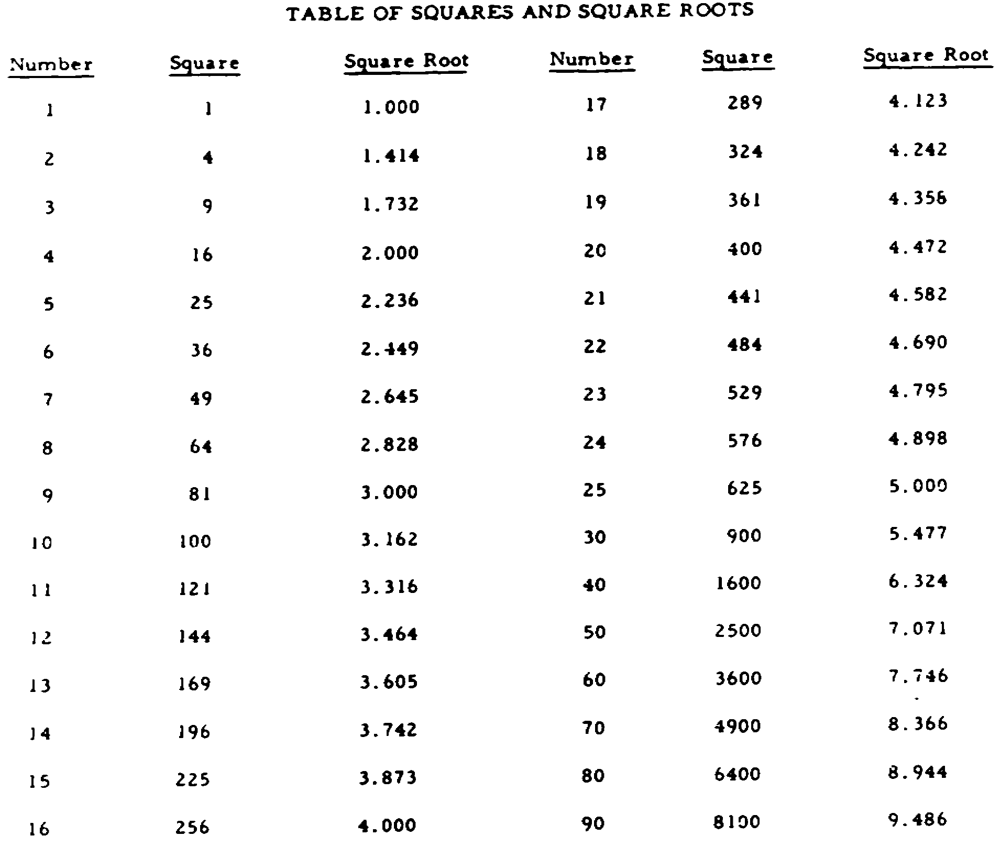 TABLE OF SQUARES AND SQUARE ROOTS
Number Square Square Root Number Square Square Root
1 1 1.000 17 289 4.123
2 4 1.414 18 324 4.242
3 9 1.732 19 361 4.358
4 16 2.000 20 400 4.472
5 25 2.236 21 441 4.582
6 36 2.449 22 484 4.690
7 49 2.645 23 529 4.795
8 64 2.828 24 576 4.898
9 81 3.000 25 625 5.000
10 100 3.162 30 900 5.477
11 121 3.316 40 1600 6.324
12 144 3.464 50 2500 7.071
13 169 3.605 60 3600 7.746
14 196 3.742 70 4900 8.366
15 225 3.873 80 6400 8.944
16 256 4.000 90 8100 9.486